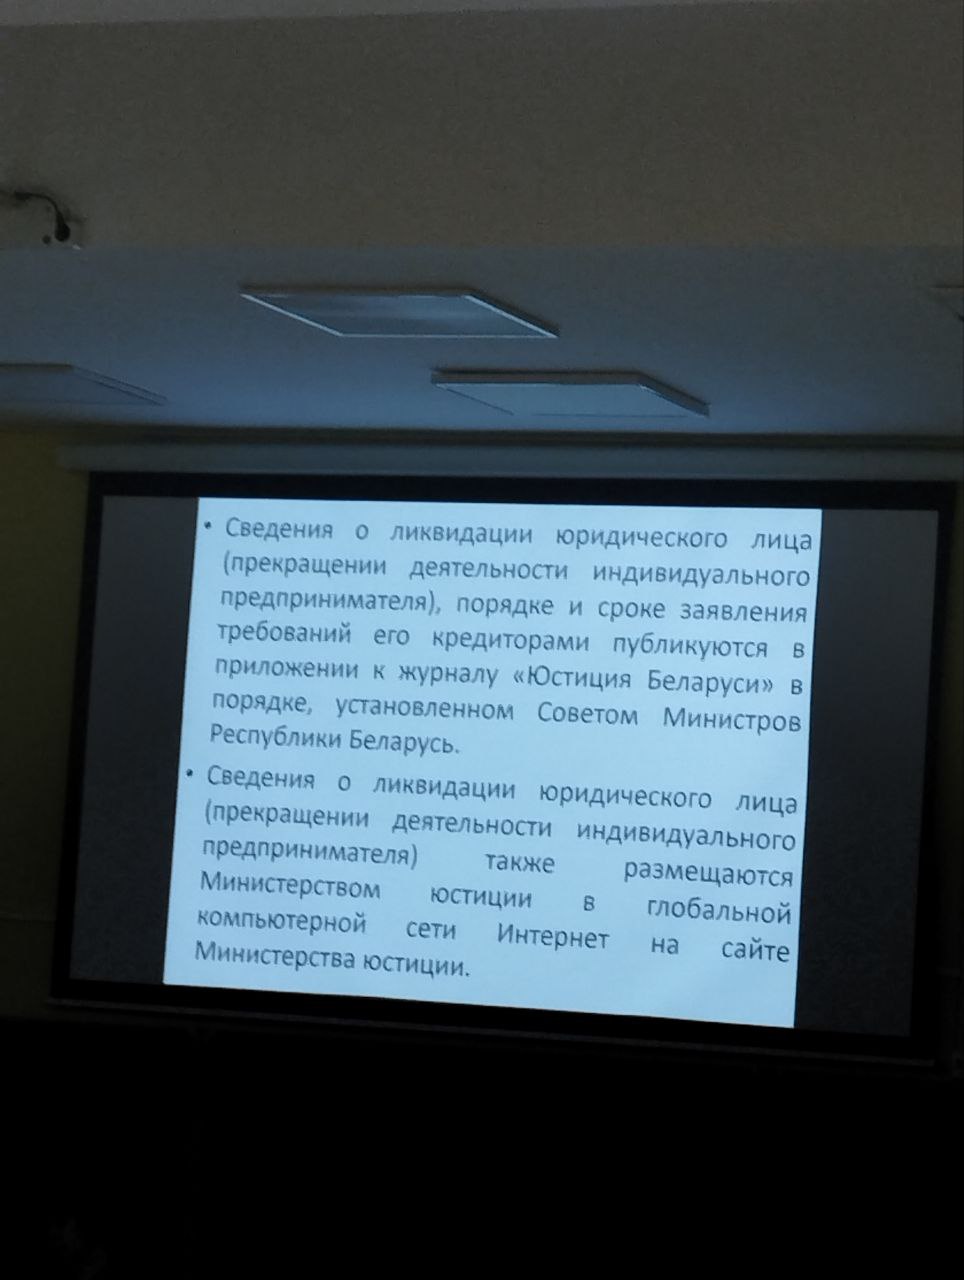 • Сведения о ликвидации юридического лица
(прекращении деятельности индивидуального
предпринимателя), порядке и сроке заявления
требований его кредиторами публикуются в
приложении к журналу «Юстиция Беларуси» в
порядке, установленном Советом Министров
Республики Беларусь.
• Сведения о ликвидации юридического лица
(прекращении деятельности индивидуального
предпринимателя) также размещаются
Министерством юстиции в глобальной
компьютерной сети Интернет на сайте
Министерства юстиции.